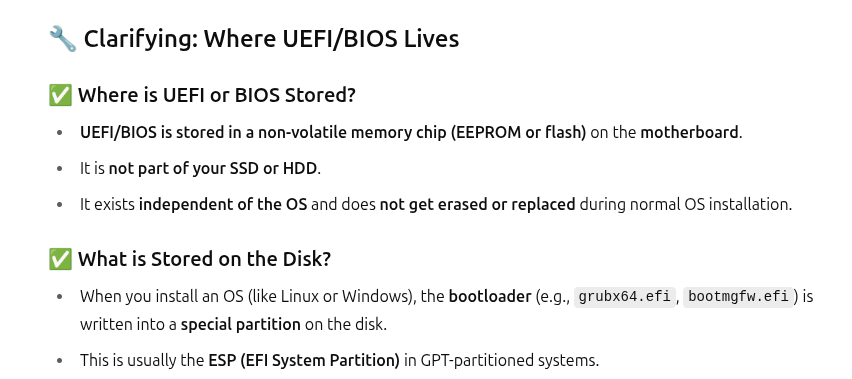 🔧 Clarifying: Where UEFI/BIOS Lives
✅ Where is UEFI or BIOS Stored?
• UEFI/BIOS is stored in a non-volatile memory chip (EEPROM or flash) on the motherboard.
• It is not part of your SSD or HDD.
• It exists independent of the OS and does not get erased or replaced during normal OS installation.
✅ What is Stored on the Disk?
• When you install an OS (like Linux or Windows), the bootloader (e.g., grubx64.efi, bootmgfw.efi) is
written into a special partition on the disk.
• This is usually the ESP (EFI System Partition) in GPT-partitioned systems.